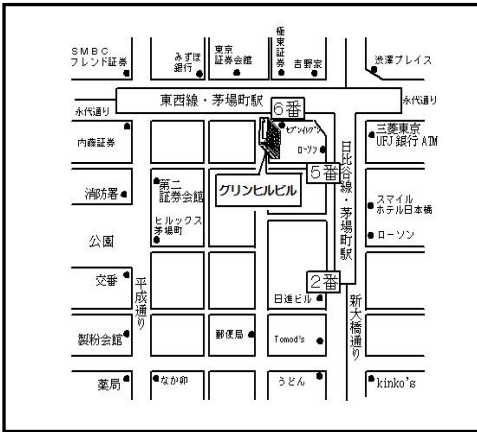 SMBC
フレンド証券
みずほ
銀行
東京
証券会館
極東証券
吉野家
渋澤プレイス
東西線・茅場町駅
永代通り
永代通り
6番
内藤証券
セブンイレブン
ローソン
三菱東京
UFJ銀行ATM
日比谷線・茅場町駅
5番
消防署
第二
証券会館
グリンヒルビル
スマイル
ホテル日本橋
ヒルックス
茅場町
公園
ローソン
交番
平成通り
2番
日進ビル
新大橋通り
製粉会館
郵便局
Tomod's
薬局
なか卯
うどん
kinko's